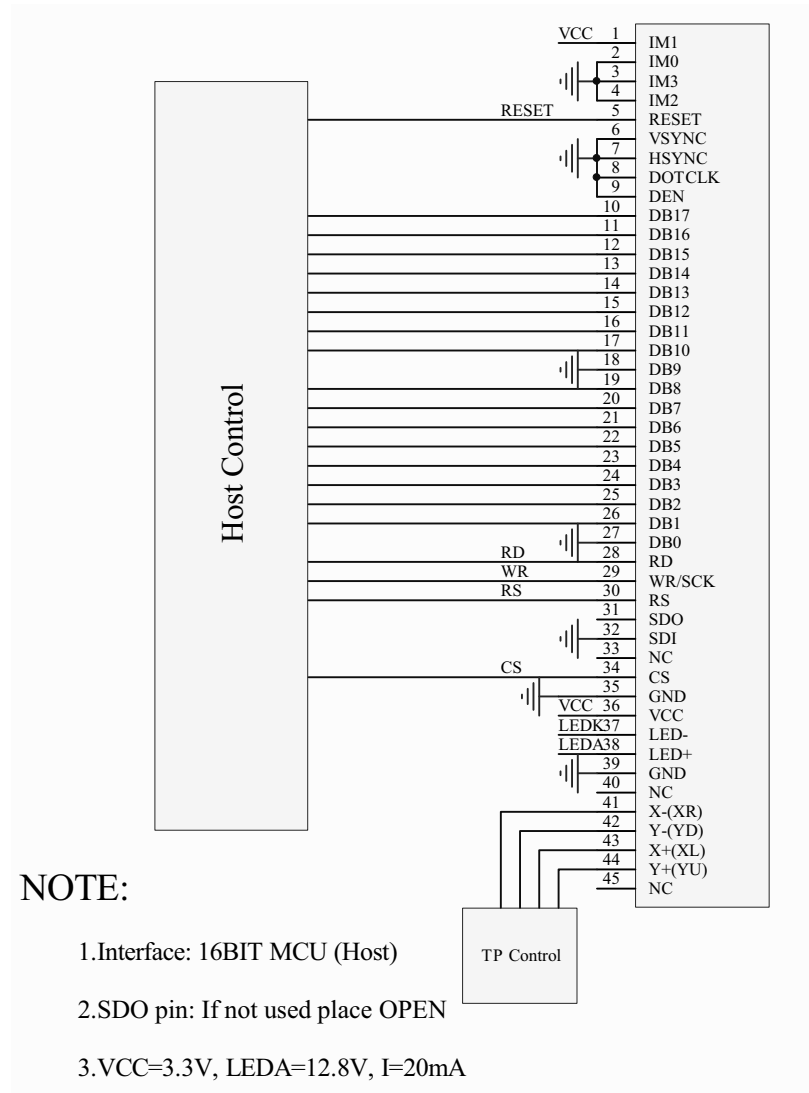 VCC 1 IM1
2 IM0
3 IM3
4 IM2
RESET 5 RESET
6 VSYNC
7 HSYNC
8 DOTCLK
9 DEN
10 DB17
11 DB16
12 DB15
13 DB14
14 DB13
15 DB12
16 DB11
17 DB10
18 DB9
19 DB8
20 DB7
21 DB6
22 DB5
23 DB4
24 DB3
25 DB2
26 DB1
27 DB0
RD 28 RD
WR 29 WR/SCK
RS 30 RS
31 SDO
32 SDI
33 NC
CS 34 CS
35 GND
VCC 36 VCC
LEDK 37 LED-
LEDA 38 LED+
39 GND
40 NC
41 X-(XR)
42 Y-(YD)
43 X+(XL)
44 Y+(YU)
45 NC
Host Control
TP Control
NOTE:
1.Interface: 16BIT MCU (Host)
2.SDO pin: If not used place OPEN
3.VCC=3.3V, LEDA=12.8V, I=20mA